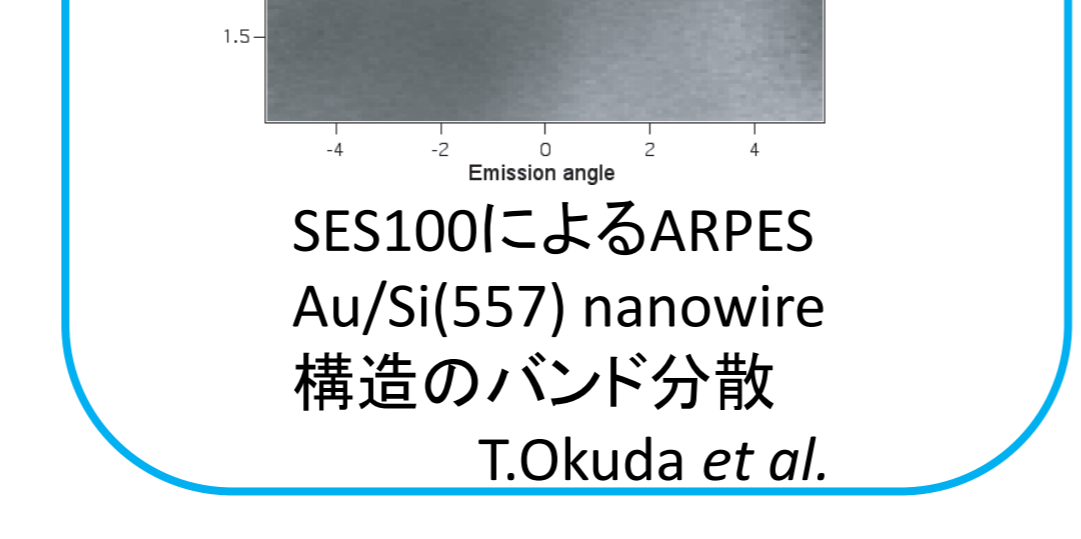 1.5
-4 -2 0 2 4
Emission angle
SES100によるARPES
Au/Si(557) nanowire
構造のバンド分散
T.Okuda et al.